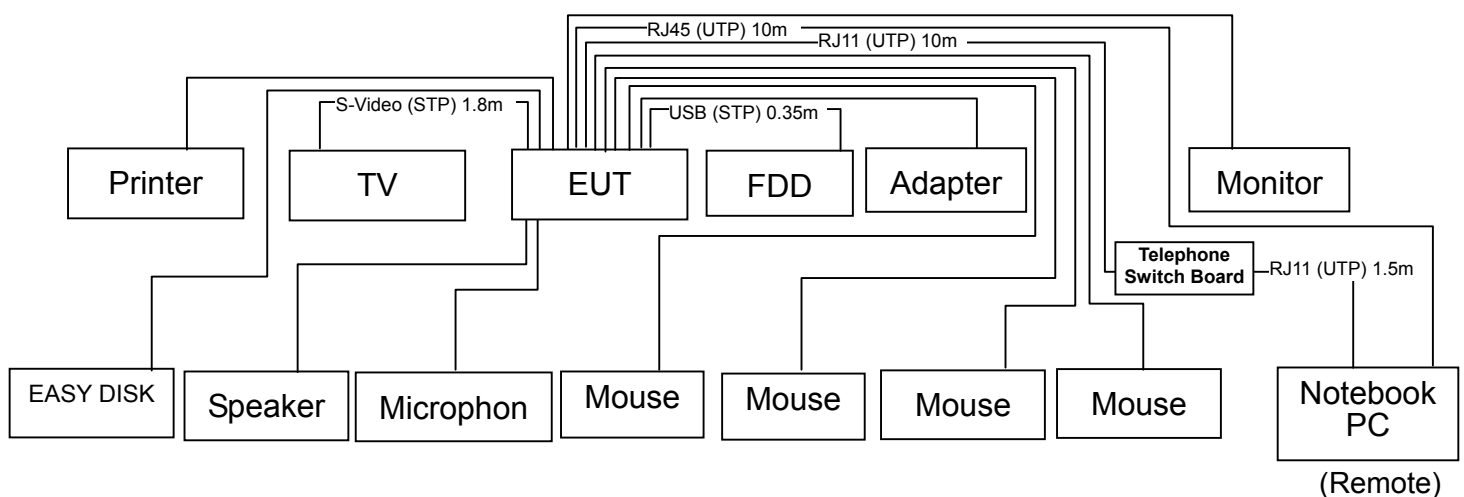 RJ45 (UTP) 10m
RJ11 (UTP) 10m
S-Video (STP) 1.8m
USB (STP) 0.35m
Printer
TV
EUT
FDD
Adapter
Monitor
Telephone
Switch Board
RJ11 (UTP) 1.5m
EASY DISK
Speaker
Microphon
Mouse
Mouse
Mouse
Mouse
Notebook
PC
(Remote)